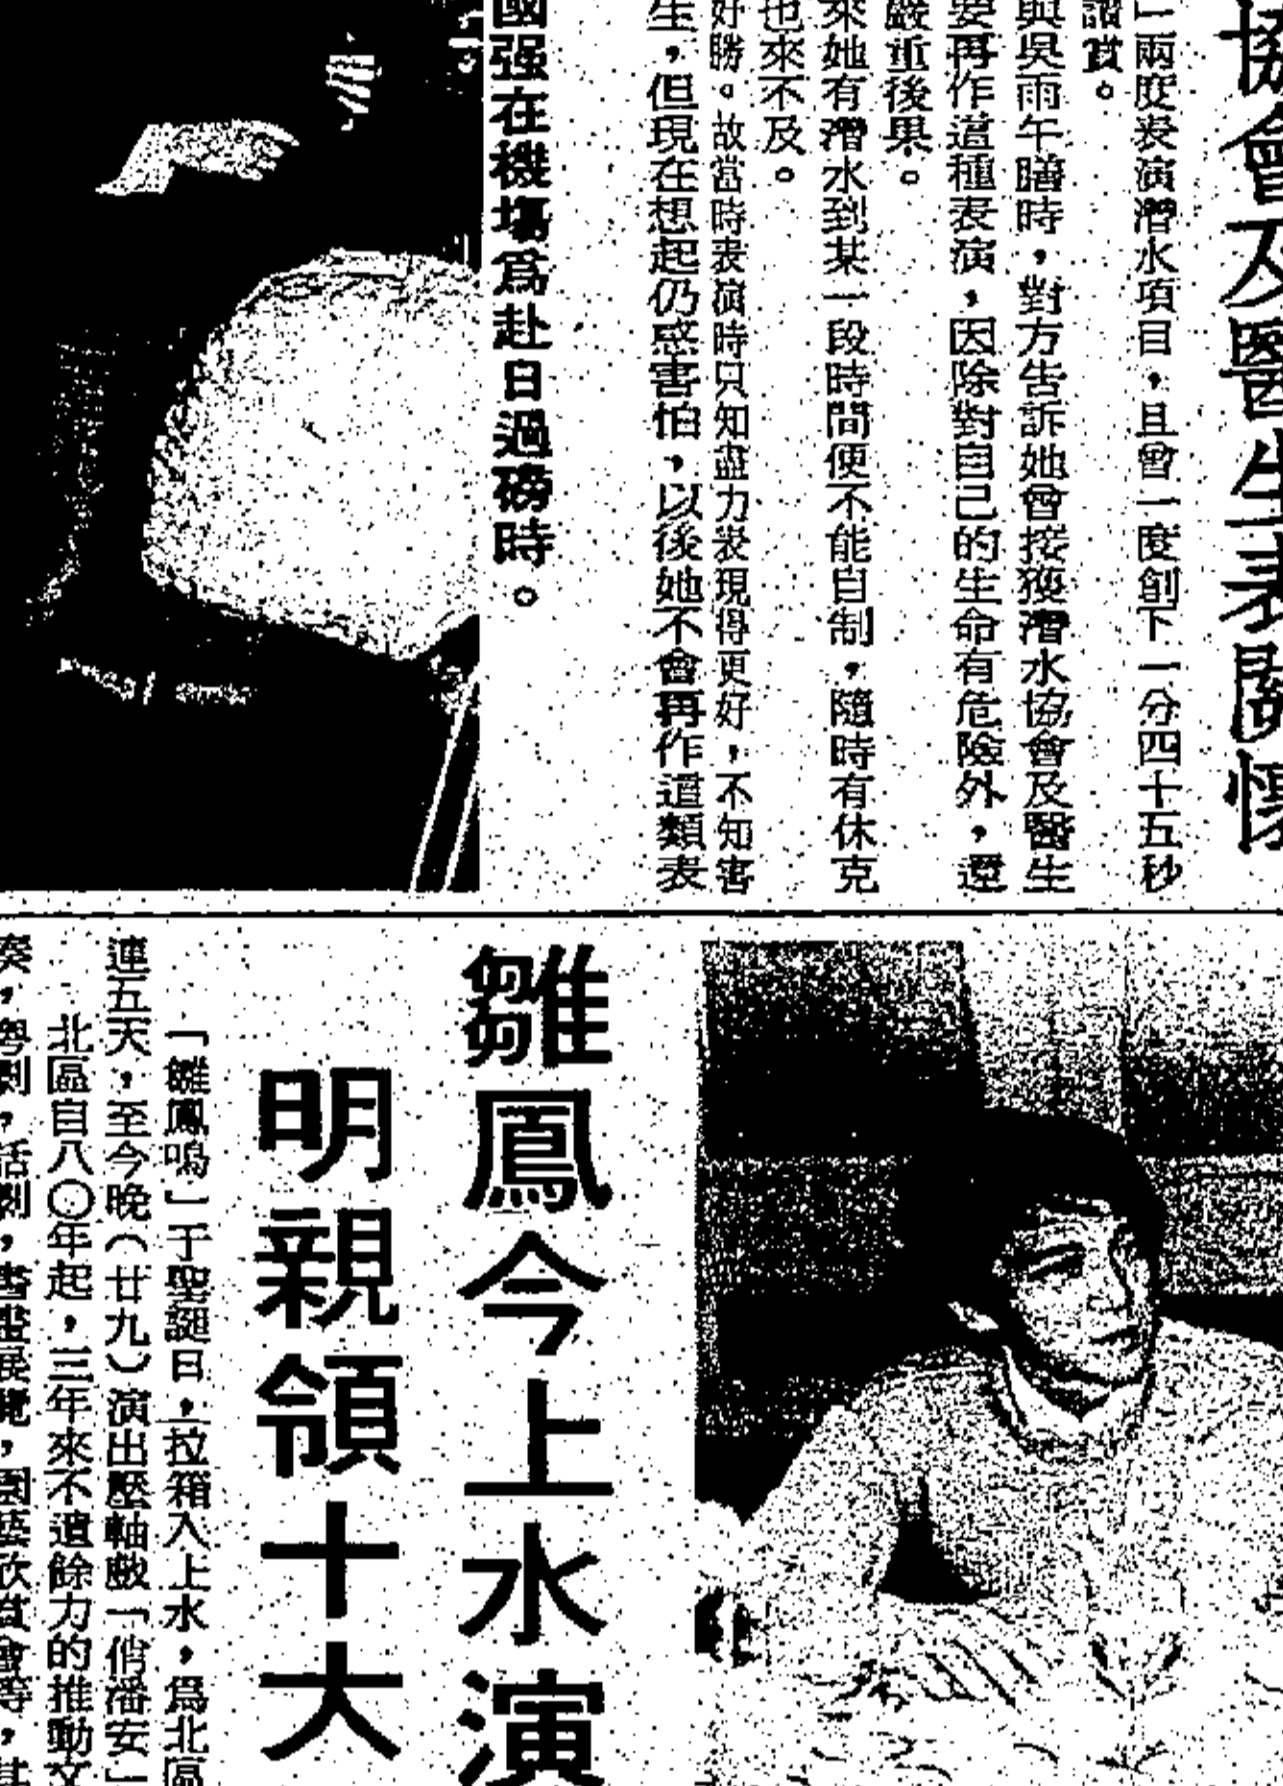 協會及醫生表關懷
」兩度表演潛水項目，且曾一度創下一分四十五秒
讚賞。
與吳雨午膳時，對方告訴她曾接獲潛水協會及醫生
要再作這種表演，因除對自己的生命有危險外，還
嚴重後果。
來她有潛水到某一段時間便不能自制，隨時有休克
也來不及。
好勝。故當時表演時只知盡力表現得更好，不知害
生，但現在想起仍感害怕，以後她不會再作這類表
國强在機場爲赴日過磅時。
雛鳳今上水演
明親領十大
「雛鳳鳴」于聖誕日，拉箱入上水，爲北區
連五天，至今晚（廿九）演出壓軸戲「俏潘安」
北區自八〇年起，三年來不遺餘力的推動文
奏，粵劇，話劇，書畫展覽，園藝欣賞會等，其